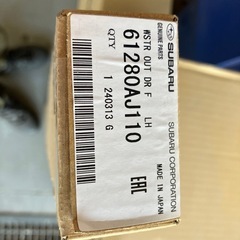 SUBARU
GENUINE PARTS
WSTR OUT DR F LH
61280AJ110
QTY 1 240313 G
EAC
MADE IN JAPAN
SUBARU CORPORATION